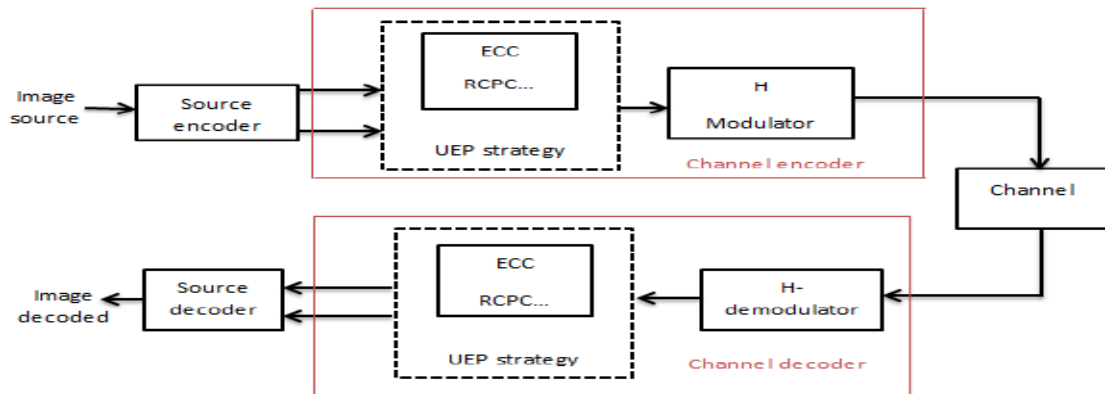 Image
source
Source
encoder
ECC
RCPC...
UEP strategy
H
Modulator
Channel encoder
Channel
Image
decoded
Source
decoder
ECC
RCPC...
UEP strategy
H-
demodulator
Channel decoder